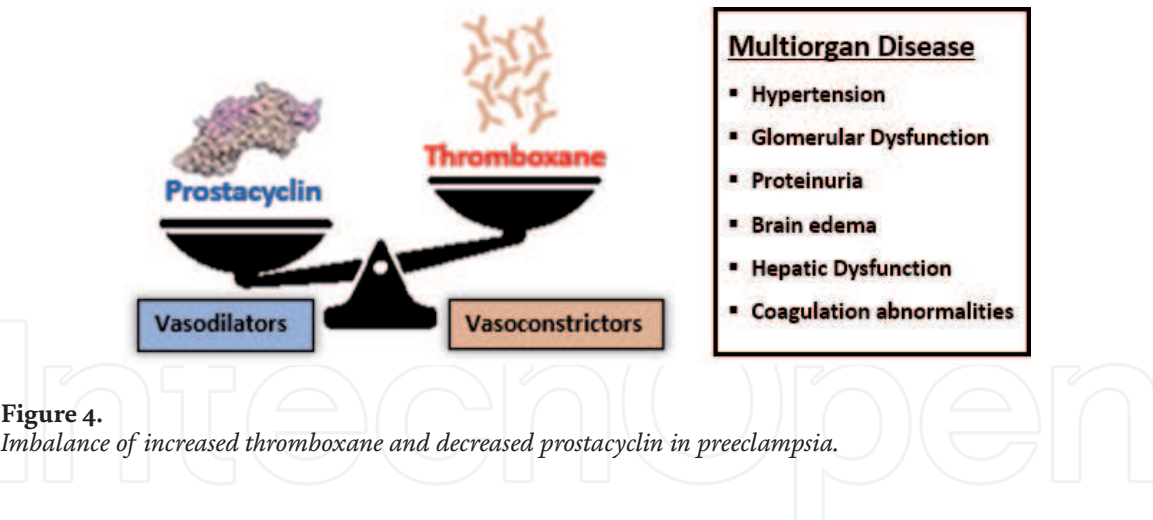 Prostacyclin
Thromboxane
Vasodilators
Vasoconstrictors
Multiorgan Disease
▪ Hypertension
▪ Glomerular Dysfunction
▪ Proteinuria
▪ Brain edema
▪ Hepatic Dysfunction
▪ Coagulation abnormalities
Figure 4.
Imbalance of increased thromboxane and decreased prostacyclin in preeclampsia.
IntechOpen